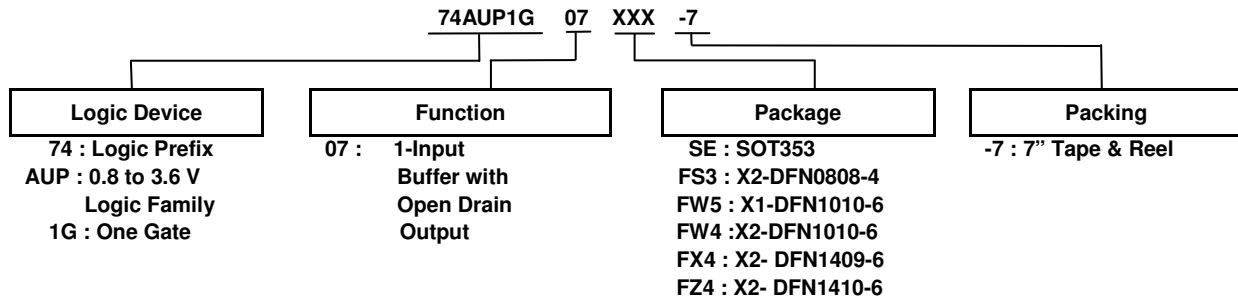 74AUP1G 07 XXX -7
Logic Device
74 : Logic Prefix
AUP : 0.8 to 3.6 V
Logic Family
1G : One Gate
Function
07 : 1-Input
Buffer with
Open Drain
Output
Package
SE : SOT353
FS3 : X2-DFN0808-4
FW5 : X1-DFN1010-6
FW4 :X2-DFN1010-6
FX4 : X2- DFN1409-6
FZ4 : X2- DFN1410-6
Packing
-7 : 7” Tape & Reel